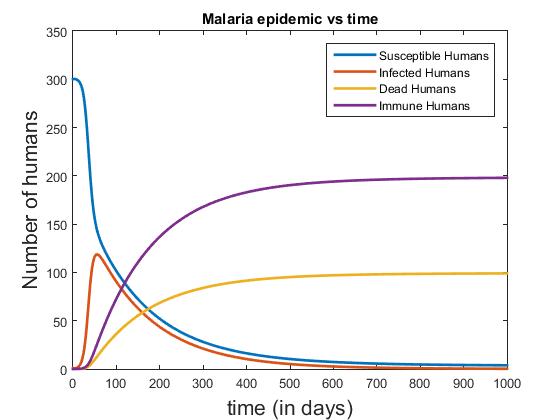 Malaria epidemic vs time
350
300
250
200
150
100
50
0
Number of humans
Susceptible Humans
Infected Humans
Dead Humans
Immune Humans
0 100 200 300 400 500 600 700 800 900 1000
time (in days)